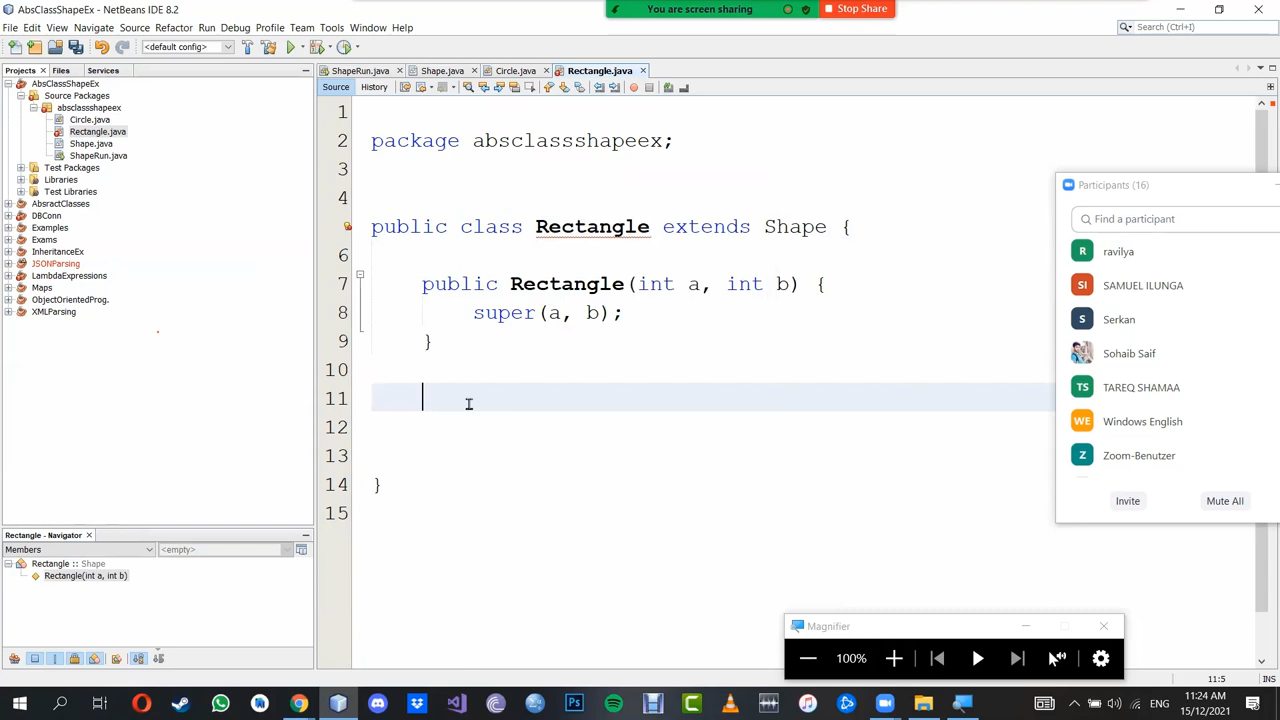 AbsClassShapeEx - NetBeans IDE 8.2
You are screen sharing
Stop Share
File Edit View Navigate Source Refactor Run Debug Profile Team Tools Window Help
Search (Ctrl+I)
<default config>
Projects Files Services
ShapeRun.java Shape.java Circle.java Rectangle.java
Source History
AbsClassShapeEx
Source Packages
absclassshapeex
Circle.java
Rectangle.java
Shape.java
ShapeRun.java
Test Packages
Libraries
Test Libraries
AbsractClasses
DBConn
Examples
Exams
InheritanceEx
JSONParsing
LambdaExpressions
Maps
ObjectOrientedProg.
XMLParsing
1
2 package absclassshapeex;
3
4
5 public class Rectangle extends Shape {
6
7 public Rectangle(int a, int b) {
8 super(a, b);
9 }
10
11
12
13
14 }
15
Participants (16)
Find a participant
R ravilya
SI SAMUEL ILUNGA
S Serkan
Sohaib Saif
TS TAREQ SHAMAA
WE Windows English
Z Zoom-Benutzer
Invite Mute All
Rectangle - Navigator
Members <empty>
Rectangle :: Shape
Rectangle(int a, int b)
Magnifier
100%
11:5 INS
ENG
11:24 AM
15/12/2021